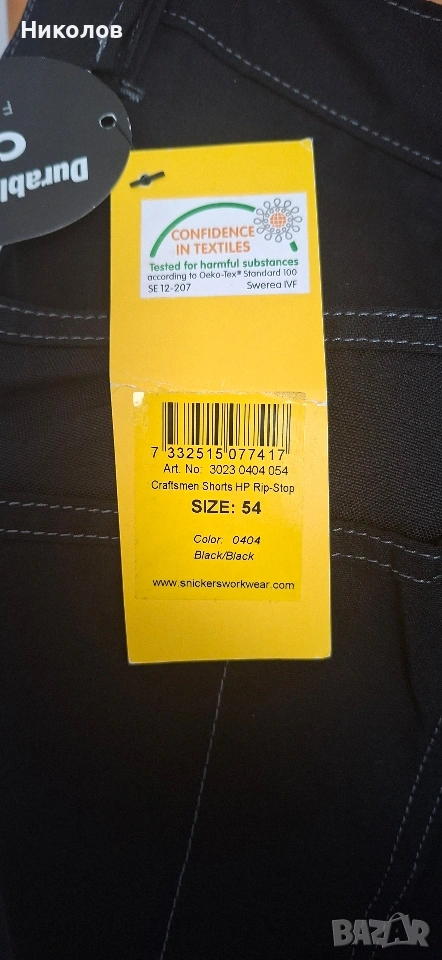 Николов
Durabl
C
F
CONFIDENCE
IN TEXTILES
Tested for harmful substances
according to Oeko-Tex® Standard 100
SE 12-207 Swerea IVF
7 332515 077417
Art. No: 3023 0404 054
Craftsmen Shorts HP Rip-Stop
SIZE: 54
Color: 0404
Black/Black
www.snickersworkwear.com
BAZAR